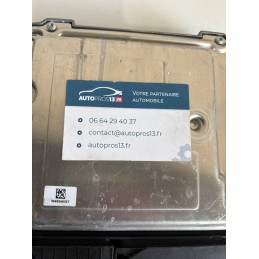 AUTOPROS13.FR
VOTRE PARTENAIRE
AUTOMOBILE
06 64 29 40 37
contact@autopros13.fr
autopros13.fr